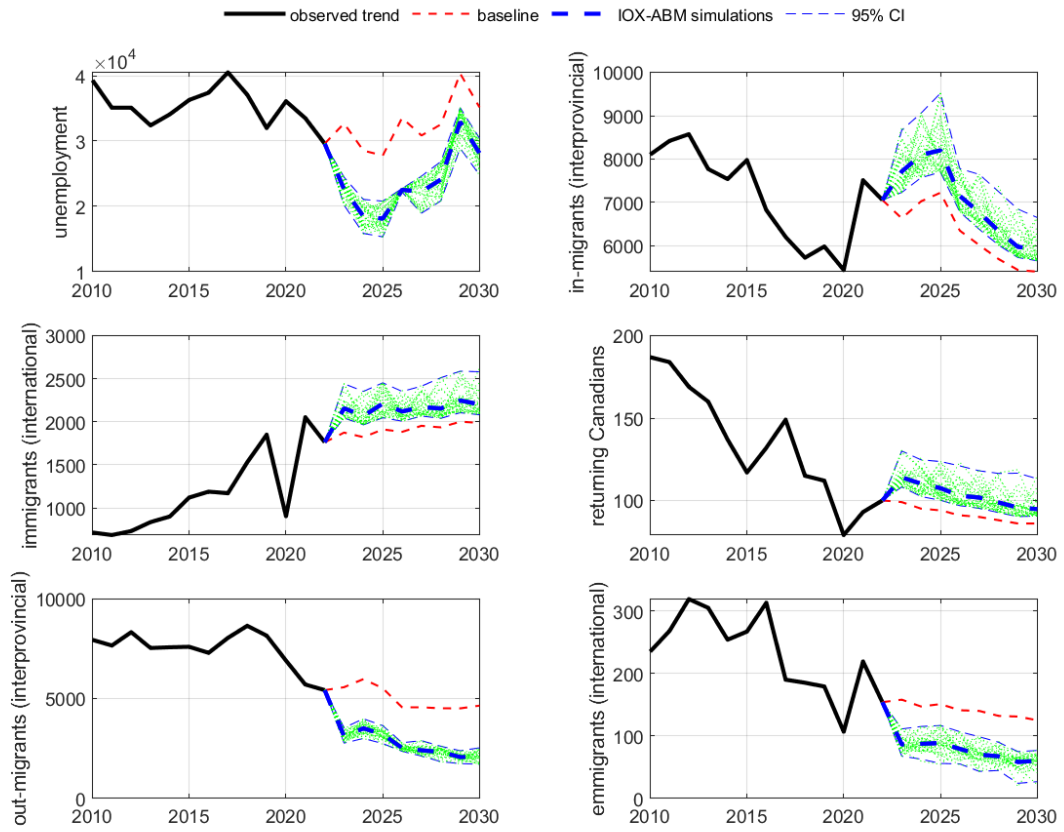 observed trend baseline IOX-ABM simulations 95% CI
×10^4
4
3
2
1
unemployment
2010 2015 2020 2025 2030
10000
9000
8000
7000
6000
in-migrants (interprovincial)
2010 2015 2020 2025 2030
3000
2500
2000
1500
1000
immigrants (international)
2010 2015 2020 2025 2030
200
150
100
returning Canadians
2010 2015 2020 2025 2030
10000
5000
0
out-migrants (interprovincial)
2010 2015 2020 2025 2030
300
200
100
0
emmigrants (international)
2010 2015 2020 2025 2030